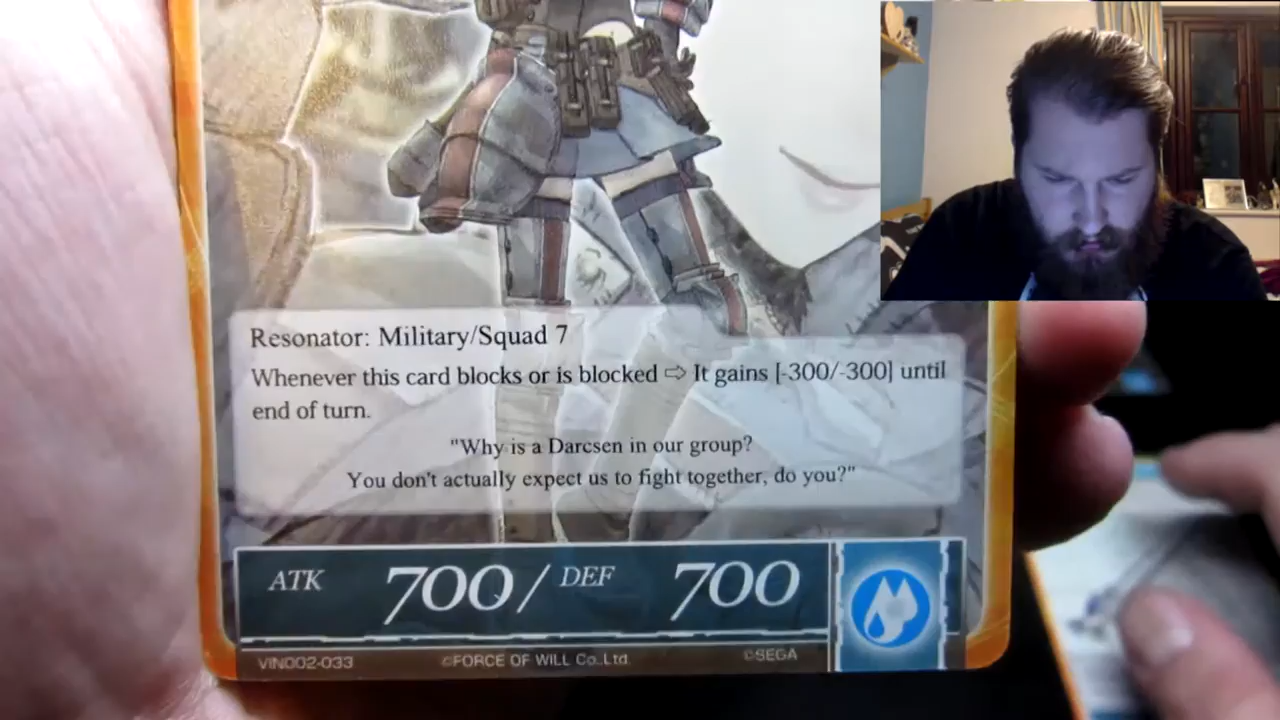 Resonator: Military/Squad 7
Whenever this card blocks or is blocked ⇨ It gains [-300/-300] until
end of turn.
"Why is a Darcsen in our group?
You don't actually expect us to fight together, do you?"
ATK 700 / DEF 700
VIN002-033 ©FORCE OF WILL Co.,Ltd. ©SEGA